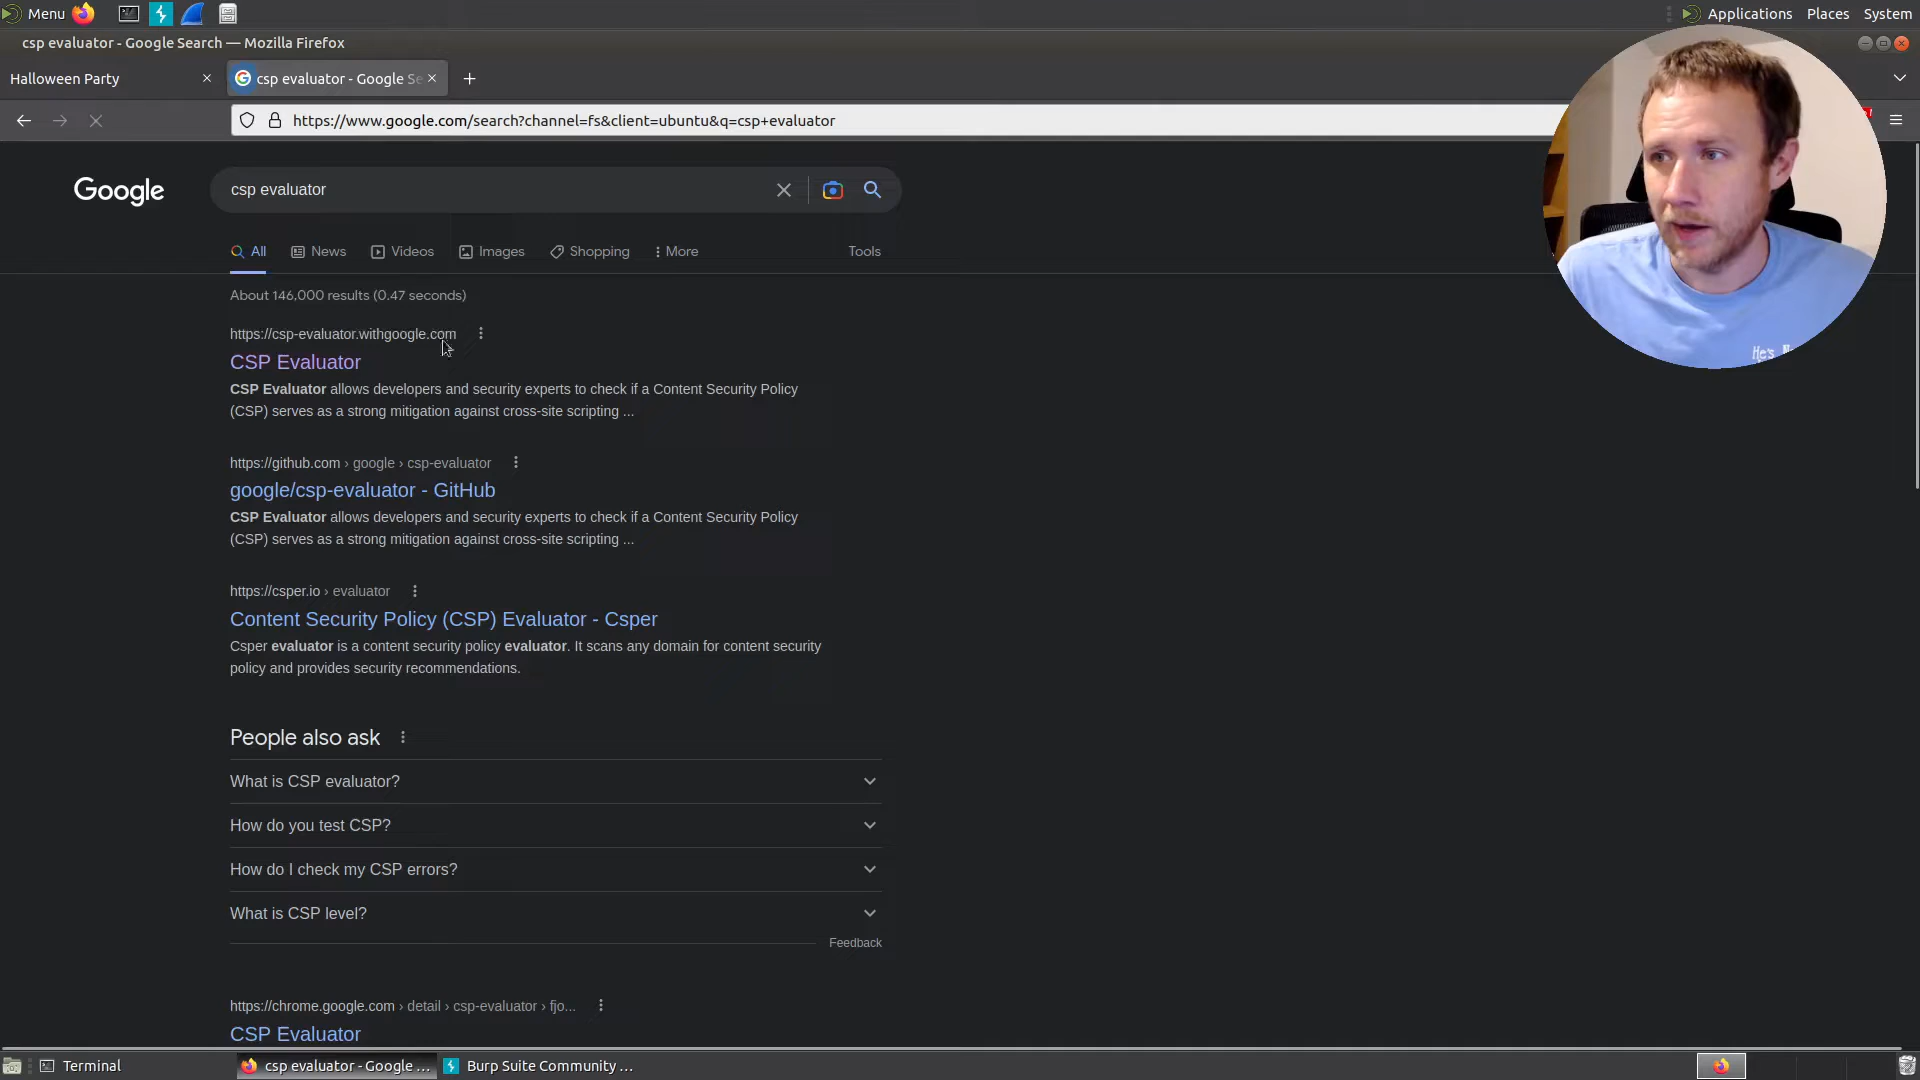 Menu
Applications Places System
csp evaluator - Google Search — Mozilla Firefox
Halloween Party
csp evaluator - Google Se
https://www.google.com/search?channel=fs&client=ubuntu&q=csp+evaluator
Google
csp evaluator
All News Videos Images Shopping More Tools
About 146,000 results (0.47 seconds)
https://csp-evaluator.withgoogle.com
CSP Evaluator
CSP Evaluator allows developers and security experts to check if a Content Security Policy
(CSP) serves as a strong mitigation against cross-site scripting ...
https://github.com › google › csp-evaluator
google/csp-evaluator - GitHub
CSP Evaluator allows developers and security experts to check if a Content Security Policy
(CSP) serves as a strong mitigation against cross-site scripting ...
https://csper.io › evaluator
Content Security Policy (CSP) Evaluator - Csper
Csper evaluator is a content security policy evaluator. It scans any domain for content security
policy and provides security recommendations.
People also ask
What is CSP evaluator?
How do you test CSP?
How do I check my CSP errors?
What is CSP level?
Feedback
https://chrome.google.com › detail › csp-evaluator › fjo...
CSP Evaluator
Terminal
csp evaluator - Google ...
Burp Suite Community ...
He's